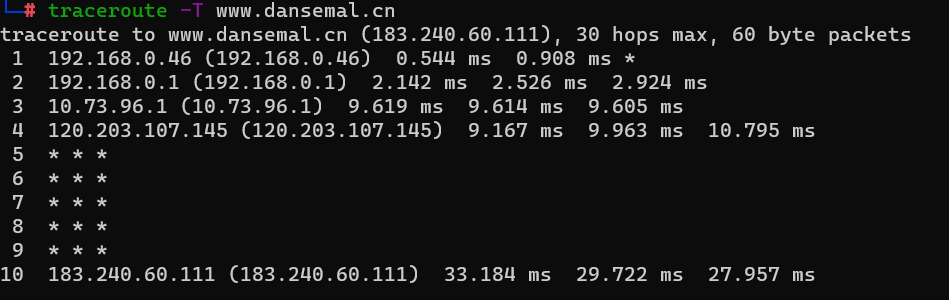 └─# traceroute -T www.dansemal.cn
traceroute to www.dansemal.cn (183.240.60.111), 30 hops max, 60 byte packets
 1  192.168.0.46 (192.168.0.46)  0.544 ms  0.908 ms *
 2  192.168.0.1 (192.168.0.1)  2.142 ms  2.526 ms  2.924 ms
 3  10.73.96.1 (10.73.96.1)  9.619 ms  9.614 ms  9.605 ms
 4  120.203.107.145 (120.203.107.145)  9.167 ms  9.963 ms  10.795 ms
 5  * * *
 6  * * *
 7  * * *
 8  * * *
 9  * * *
10  183.240.60.111 (183.240.60.111)  33.184 ms  29.722 ms  27.957 ms